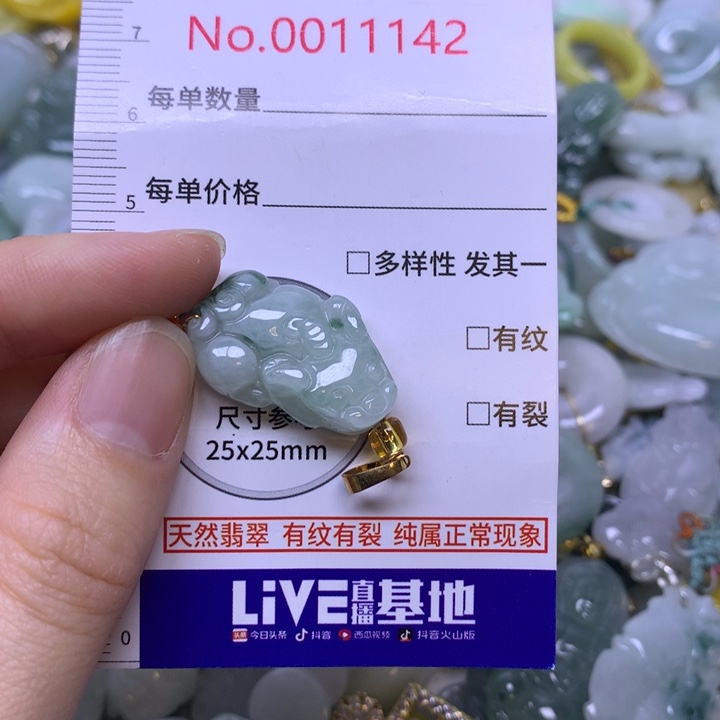 7
No.0011142
6
每单数量
5
每单价格
□多样性 发其一
□有纹
□有裂
尺寸参考
25x25mm
天然翡翠 有纹有裂 纯属正常现象
LiVE直播基地
头条 今日头条 抖音 西瓜视频 抖音火山版
0